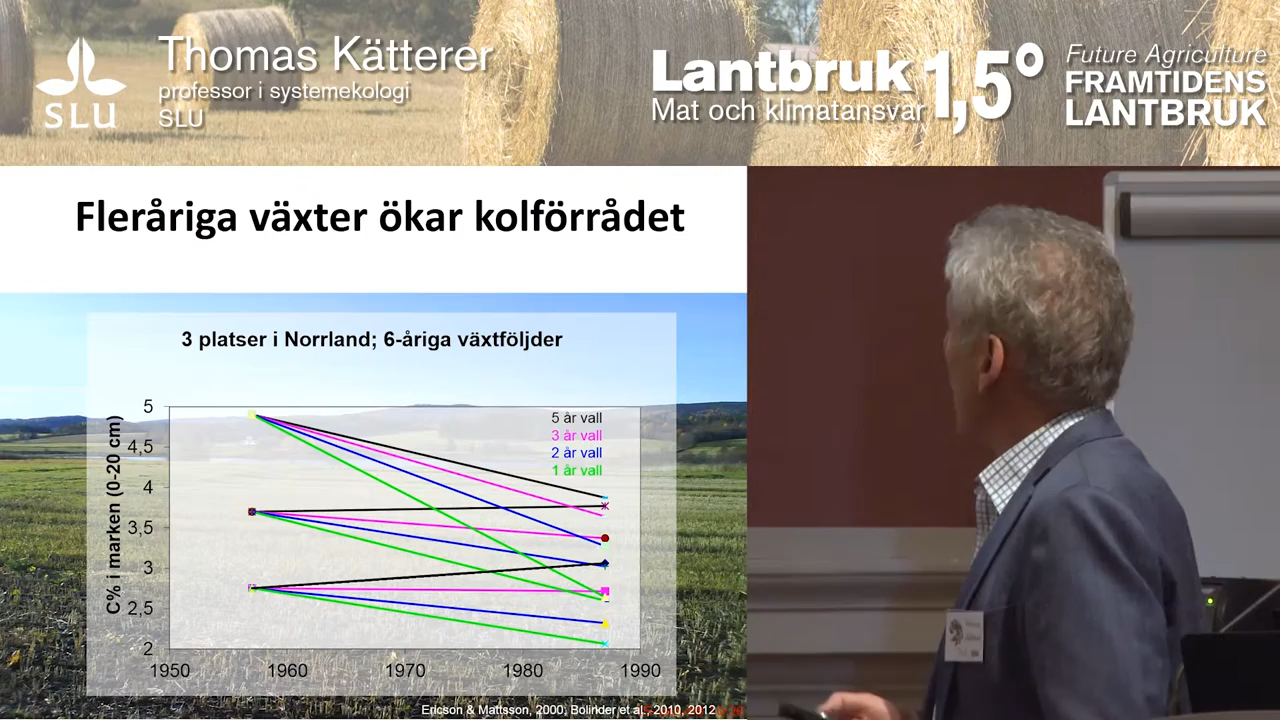 SLU
Thomas Kätterer
professor i systemekologi
SLU
Lantbruk 1,5°
Mat och klimatansvar
Future Agriculture
FRAMTIDENS
LANTBRUK
Fleråriga växter ökar kolförrådet
3 platser i Norrland; 6-åriga växtföljder
C% i marken (0-20 cm)
5
4,5
4
3,5
3
2,5
2
1950 1960 1970 1980 1990
5 år vall
3 år vall
2 år vall
1 år vall
Ericson & Mattsson, 2000; Bolinder et al., 2010, 2012